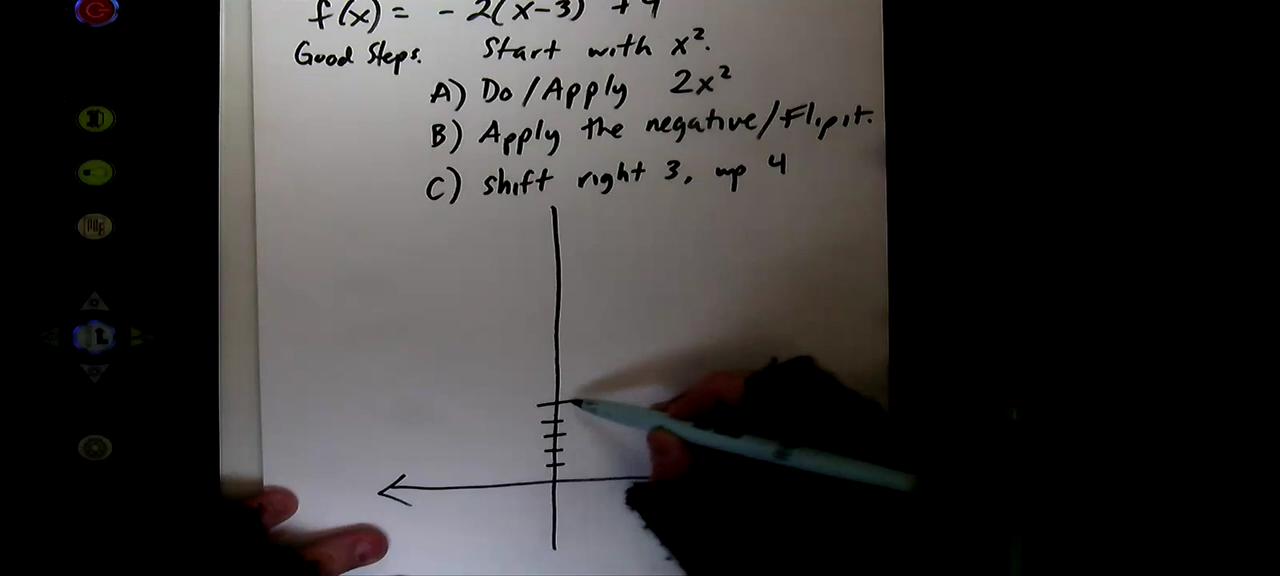 f(x) = - 2(x-3) + 4
Good Steps. Start with x².
A) Do/Apply 2x²
B) Apply the negative/Flip it.
C) shift right 3, up 4